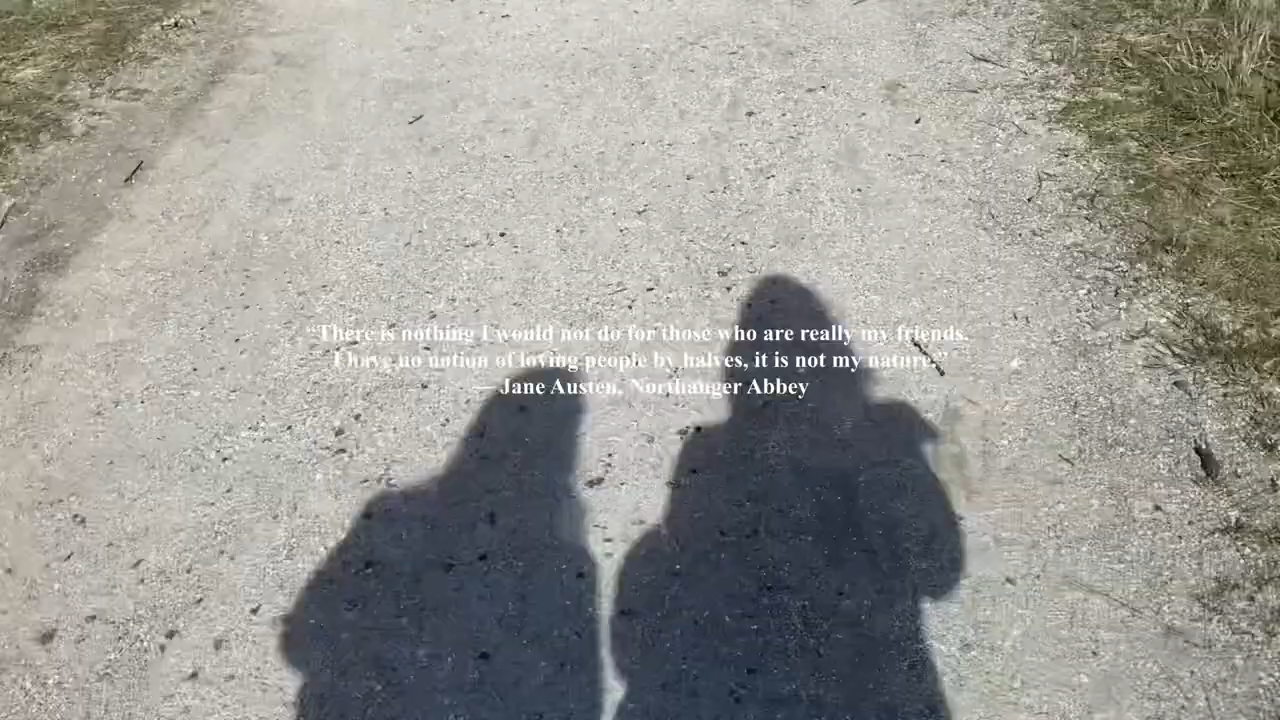 “There is nothing I would not do for those who are really my friends.
I have no notion of loving people by halves, it is not my nature.”
— Jane Austen, Northanger Abbey